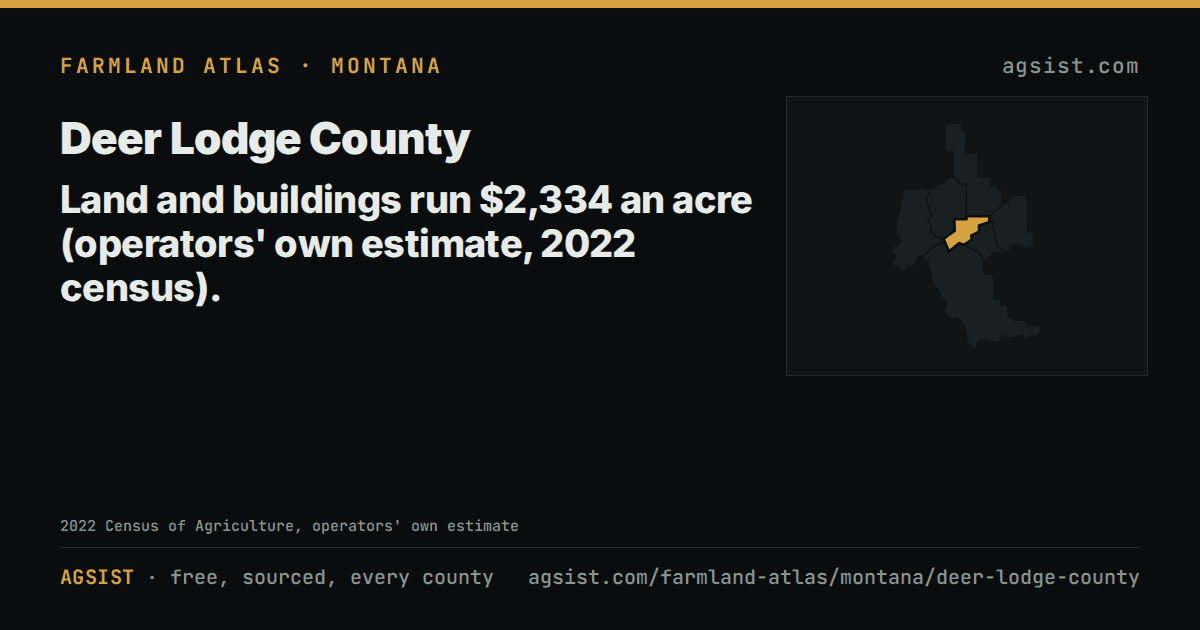 FARMLAND ATLAS · MONTANA
agsist.com
Deer Lodge County
Land and buildings run $2,334 an acre
(operators' own estimate, 2022
census).
2022 Census of Agriculture, operators' own estimate
AGSIST · free, sourced, every county
agsist.com/farmland-atlas/montana/deer-lodge-county